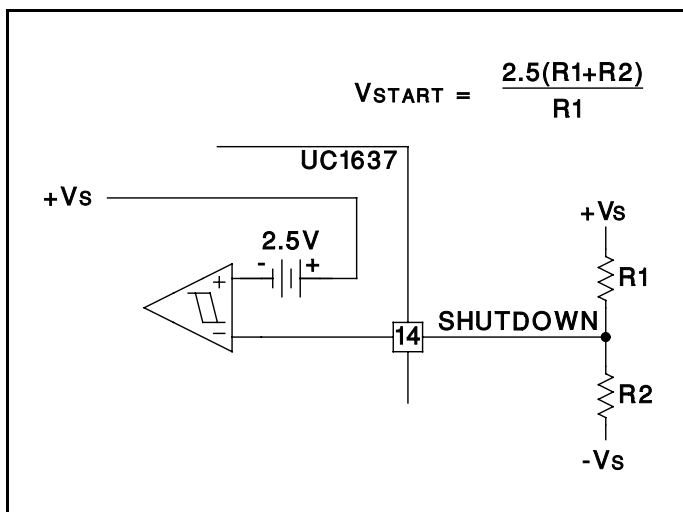 VSTART = 2.5(R1+R2)
R1
UC1637
+Vs
2.5V
- +
+
-
14
SHUTDOWN
+Vs
R1
R2
-Vs